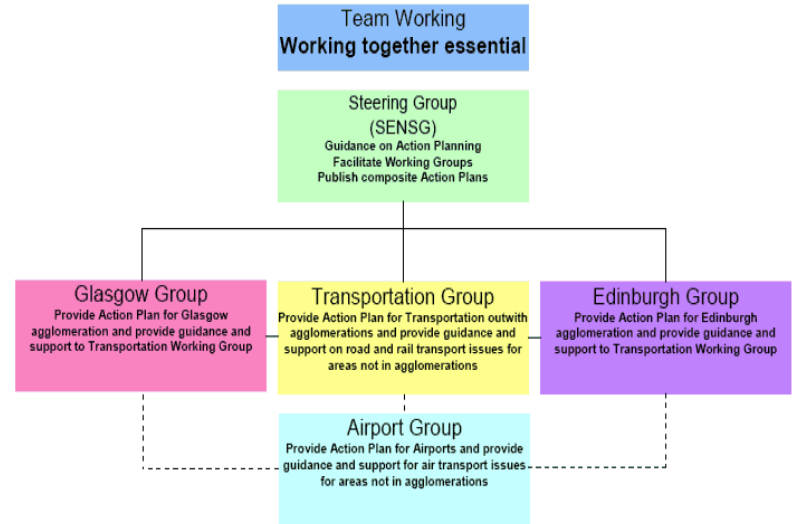 Team Working
Working together essential
Steering Group
(SENSG)
Guidance on Action Planning
Facilitate Working Groups
Publish composite Action Plans
Glasgow Group
Provide Action Plan for Glasgow
agglomeration and provide guidance and
support to Transportation Working Group
Transportation Group
Provide Action Plan for Transportation outwith
agglomerations and provide guidance and
support on road and rail transport issues for
areas not in agglomerations
Edinburgh Group
Provide Action Plan for Edinburgh
agglomeration and provide guidance and
support to Transportation Working Group
Airport Group
Provide Action Plan for Airports and provide
guidance and support for air transport issues
for areas not in agglomerations